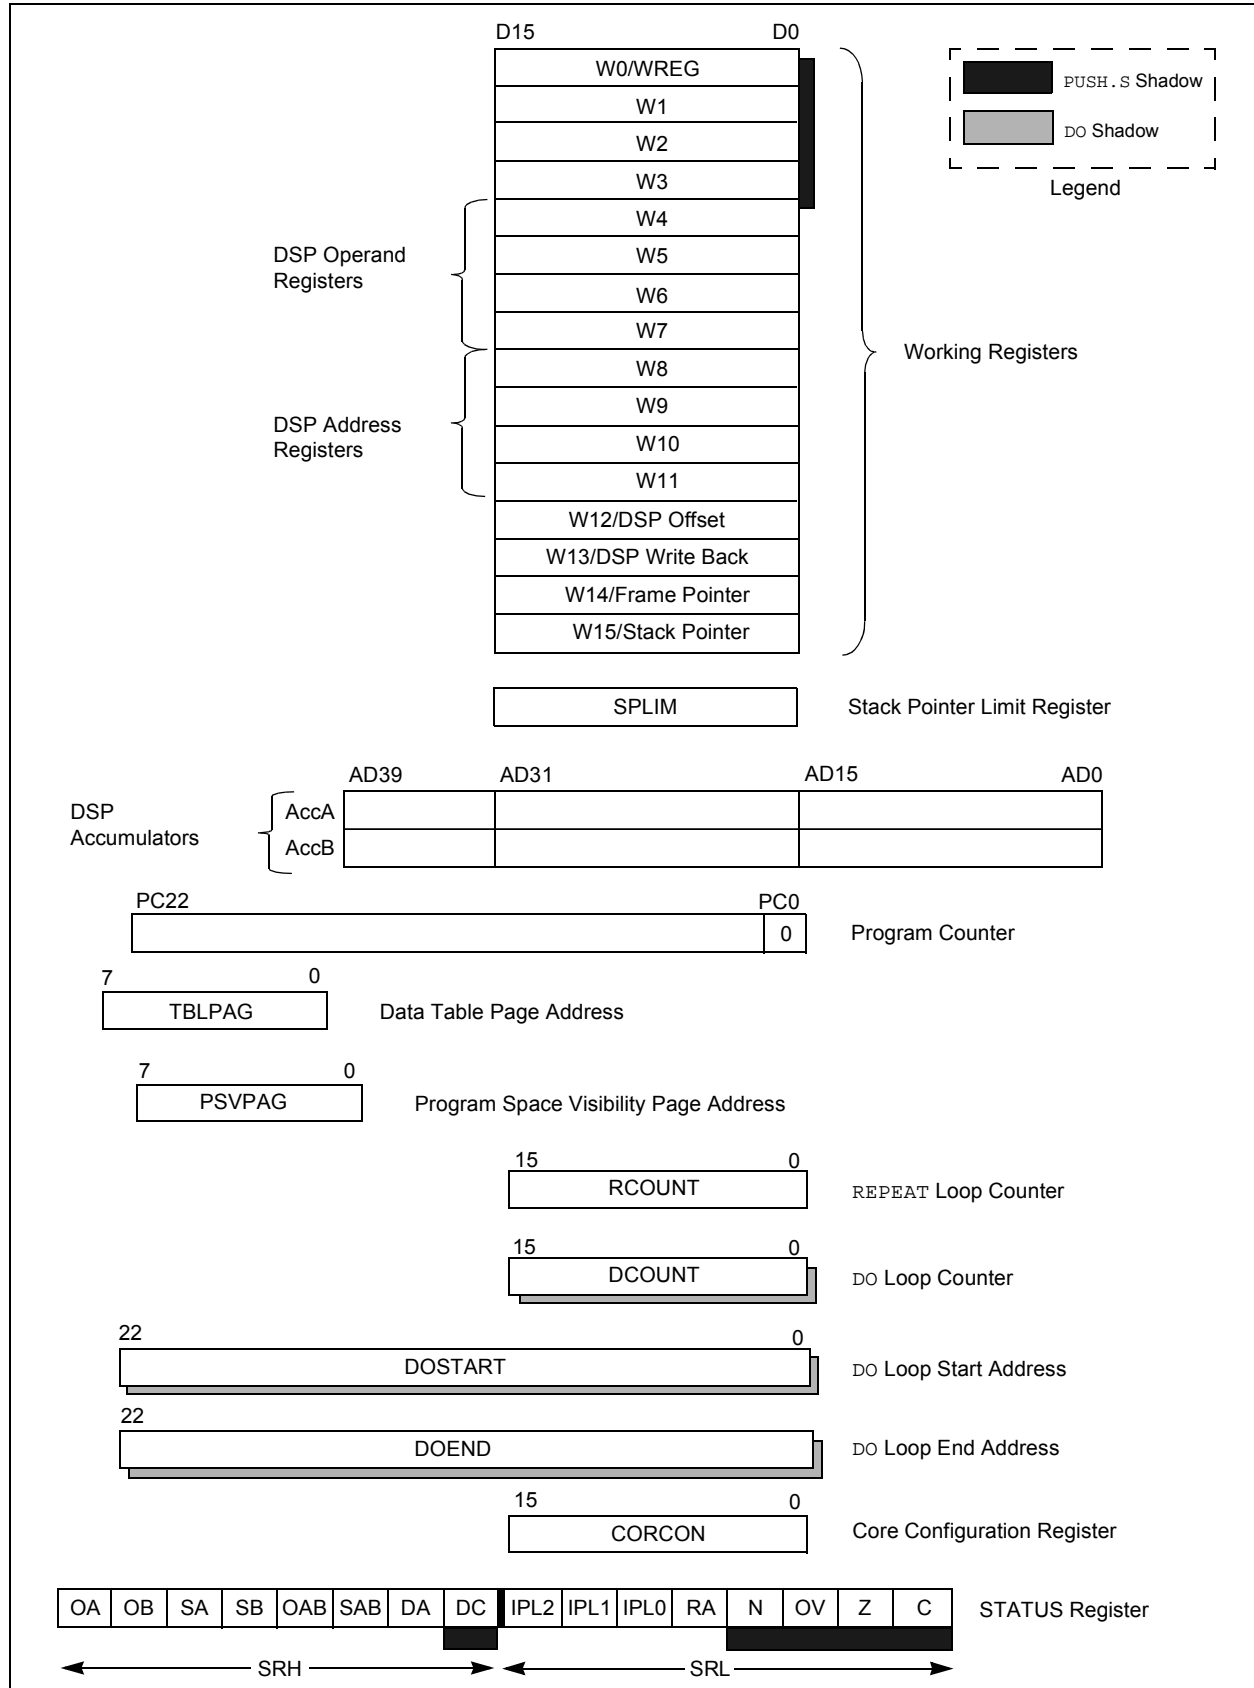 D15 D0
W0/WREG
PUSH.S Shadow
W1
DO Shadow
W2
W3
Legend
W4
DSP Operand
Registers
W5
W6
W7
Working Registers
W8
W9
DSP Address
Registers
W10
W11
W12/DSP Offset
W13/DSP Write Back
W14/Frame Pointer
W15/Stack Pointer
SPLIM Stack Pointer Limit Register
AD39 AD31 AD15 AD0
DSP
Accumulators
AccA
AccB
PC22 PC0
0 Program Counter
7 0
TBLPAG Data Table Page Address
7 0
PSVPAG Program Space Visibility Page Address
15 0
RCOUNT REPEAT Loop Counter
15 0
DCOUNT DO Loop Counter
22 0
DOSTART DO Loop Start Address
22
DOEND DO Loop End Address
15 0
CORCON Core Configuration Register
OA OB SA SB OAB SAB DA DC IPL2 IPL1 IPL0 RA N OV Z C STATUS Register
SRH SRL